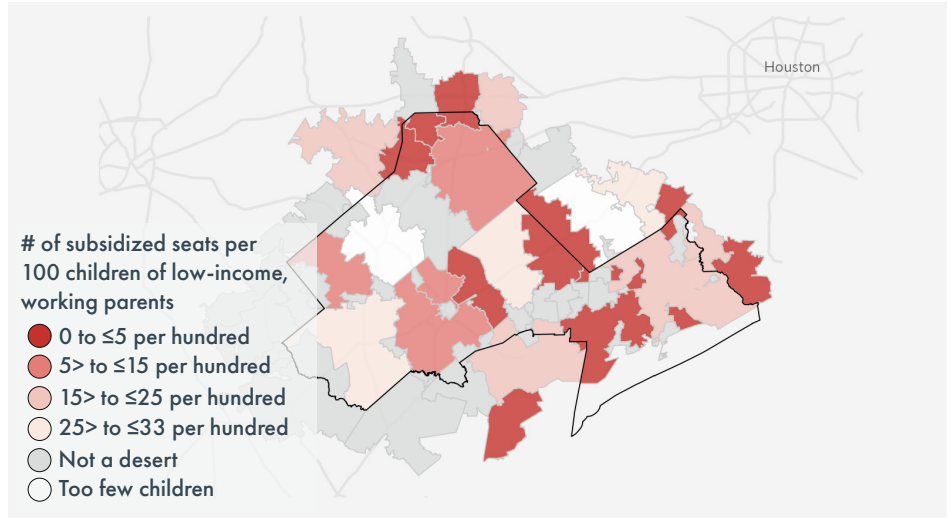 Houston
# of subsidized seats per
100 children of low-income,
working parents
0 to ≤5 per hundred
5> to ≤15 per hundred
15> to ≤25 per hundred
25> to ≤33 per hundred
Not a desert
Too few children